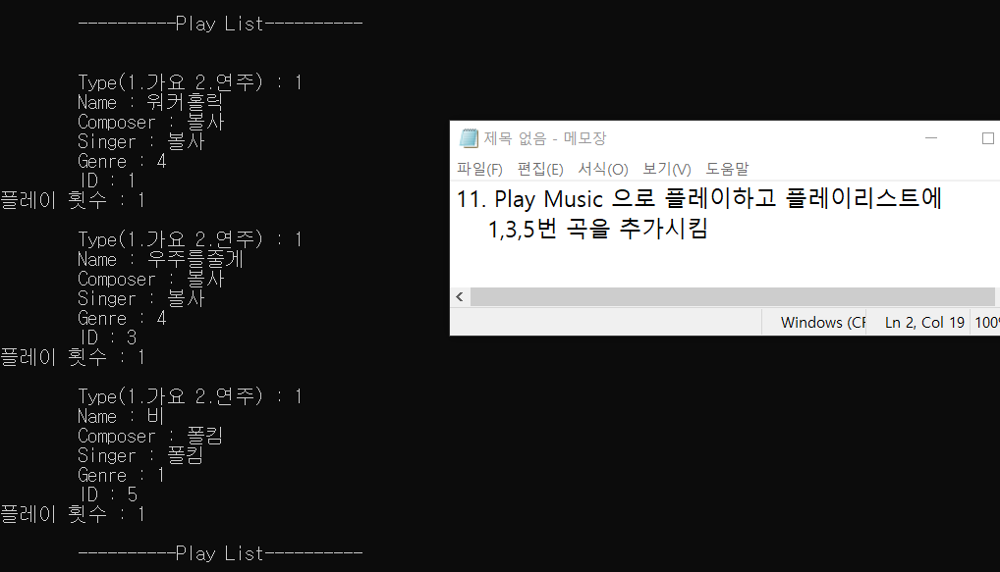 ----------Play List----------
Type(1.가요 2.연주) : 1
Name : 워커홀릭
Composer : 볼사
Singer : 볼사
Genre : 4
ID : 1
플레이 횟수 : 1
Type(1.가요 2.연주) : 1
Name : 우주를줄게
Composer : 볼사
Singer : 볼사
Genre : 4
ID : 3
플레이 횟수 : 1
Type(1.가요 2.연주) : 1
Name : 비
Composer : 폴킴
Singer : 폴킴
Genre : 1
ID : 5
플레이 횟수 : 1
----------Play List----------
제목 없음 - 메모장
파일(F) 편집(E) 서식(O) 보기(V) 도움말
11. Play Music 으로 플레이하고 플레이리스트에
1,3,5번 곡을 추가시킴
Windows (CF Ln 2, Col 19 100%